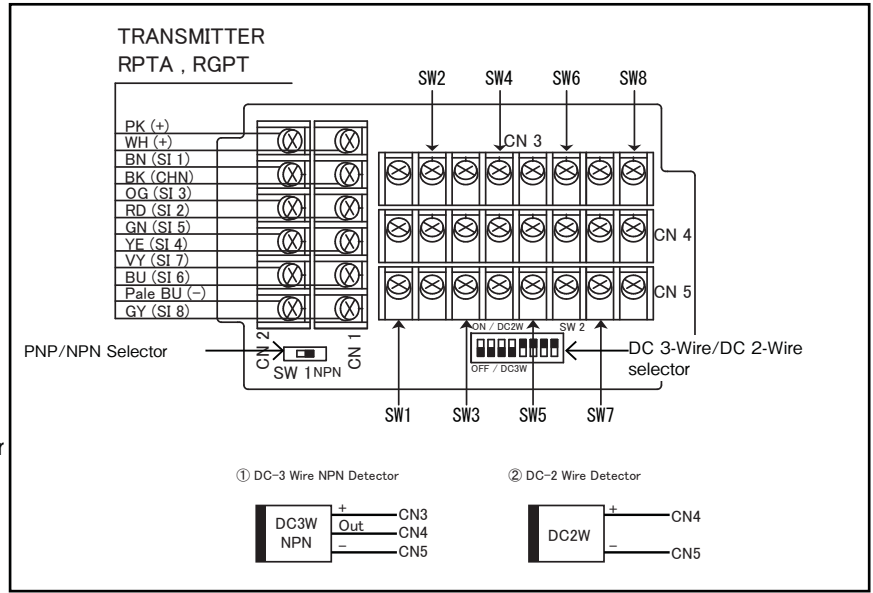 TRANSMITTER
RPTA , RGPT
SW2
SW4
SW6
SW8
PK (+)
WH (+)
BN (SI 1)
BK (CHN)
OG (SI 3)
RD (SI 2)
GN (SI 5)
YE (SI 4)
VY (SI 7)
BU (SI 6)
Pale BU (-)
GY (SI 8)
CN 3
CN 4
CN 5
CN 2
CN 1
PNP/NPN Selector
SW 1 NPN
ON / DC2W
SW 2
OFF / DC3W
DC 3-Wire/DC 2-Wire
selector
SW1
SW3
SW5
SW7
r
① DC-3 Wire NPN Detector
② DC-2 Wire Detector
DC3W
NPN
+
Out
-
CN3
CN4
CN5
DC2W
+
-
CN4
CN5